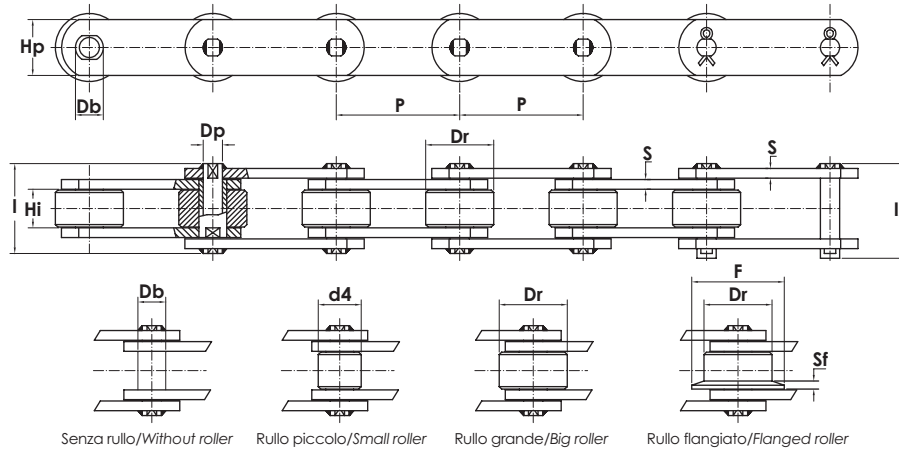 Hp
Db
P P
Dp
Dr
S
S
I
Hi
I
F
Db
d4
Dr
Dr
Sf
Senza rullo/Without roller
Rullo piccolo/Small roller
Rullo grande/Big roller
Rullo flangiato/Flanged roller